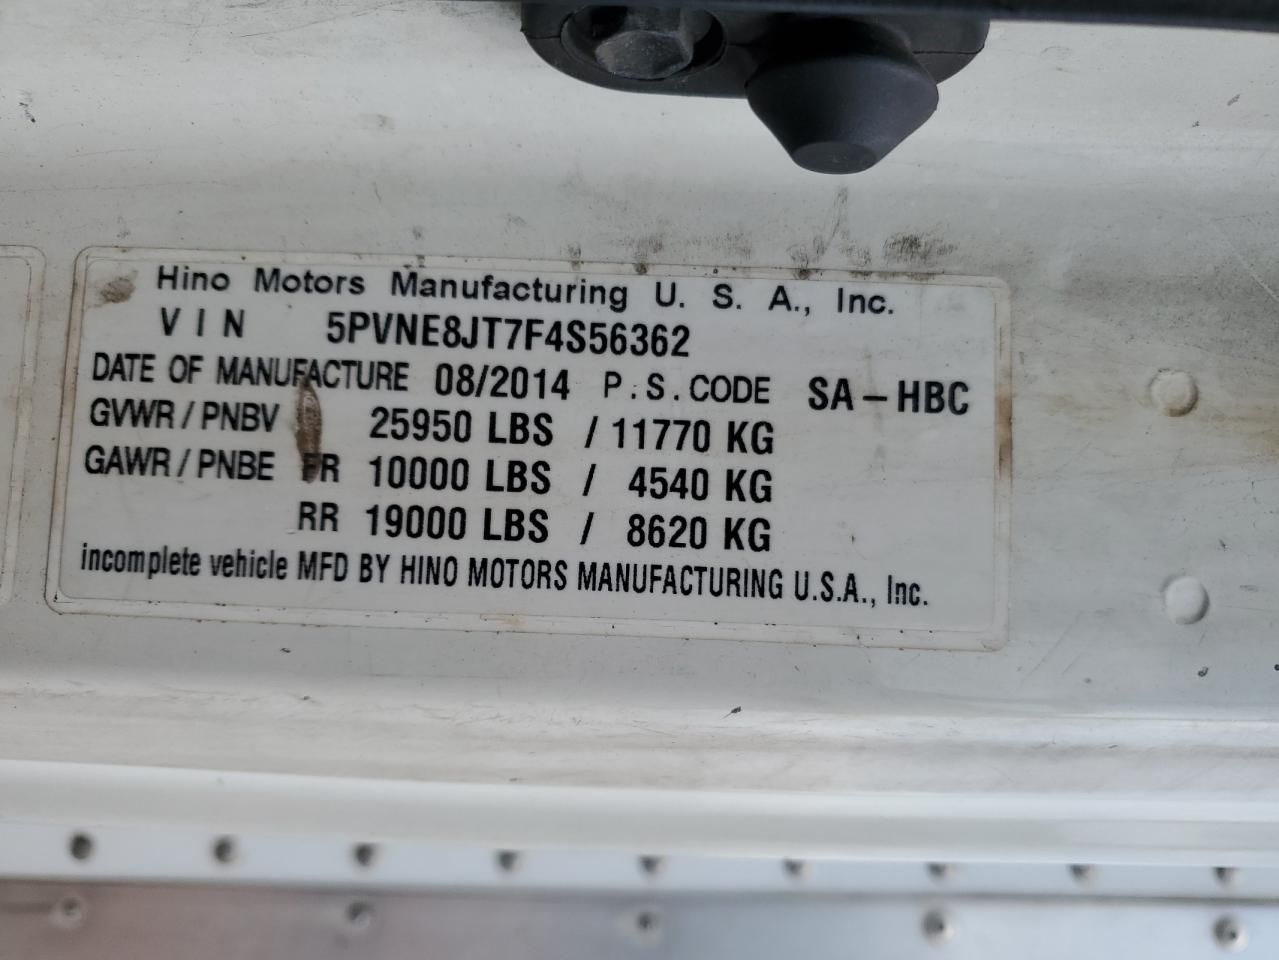 Hino Motors Manufacturing U. S. A., Inc.
VIN 5PVNE8JT7F4S56362
DATE OF MANUFACTURE 08/2014 P.S.CODE SA-HBC
GVWR/PNBV 25950 LBS / 11770 KG
GAWR/PNBE FR 10000 LBS / 4540 KG
RR 19000 LBS / 8620 KG
incomplete vehicle MFD BY HINO MOTORS MANUFACTURING U.S.A., Inc.